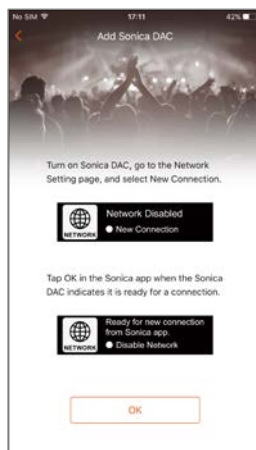 No SIM 17:11 42%
Add Sonica DAC
Turn on Sonica DAC, go to the Network
Setting page, and select New Connection.
Network Disabled
New Connection
NETWORK
Tap OK in the Sonica app when the Sonica
DAC indicates it is ready for a connection.
Ready for new connection
from Sonica app.
Disable Network
NETWORK
OK